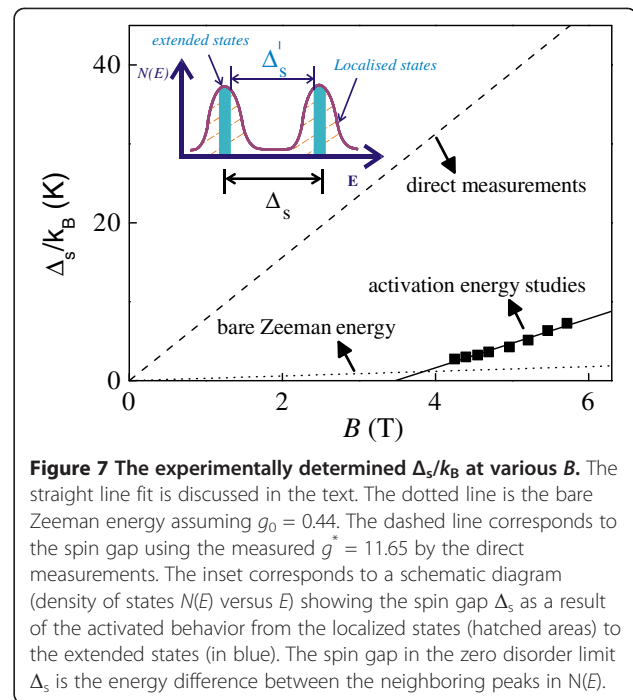 40
20
0
0
2
4
6
Δs/kB (K)
B (T)
extended states
N(E)
Δs|
Localised states
E
Δs
direct measurements
activation energy studies
bare Zeeman energy
Figure 7 The experimentally determined Δs/kB at various B. The
straight line fit is discussed in the text. The dotted line is the bare
Zeeman energy assuming g0 = 0.44. The dashed line corresponds to
the spin gap using the measured g* = 11.65 by the direct
measurements. The inset corresponds to a schematic diagram
(density of states N(E) versus E) showing the spin gap Δs as a result
of the activated behavior from the localized states (hatched areas) to
the extended states (in blue). The spin gap in the zero disorder limit
Δs is the energy difference between the neighboring peaks in N(E).